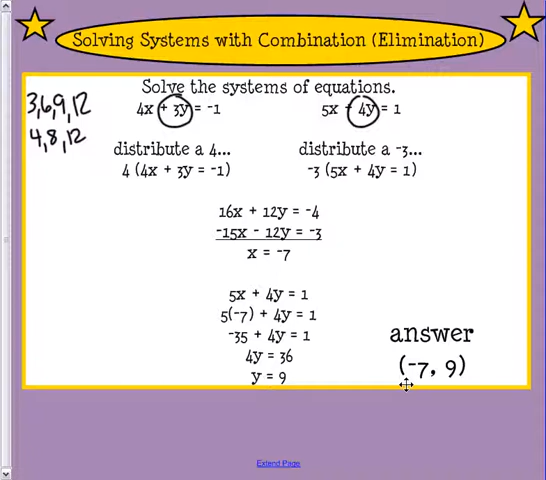 Solving Systems with Combination (Elimination)
Solve the systems of equations.
3,6,9,12
4x + 3y = -1 5x + 4y = 1
4,8,12
distribute a 4... distribute a -3...
4 (4x + 3y = -1) -3 (5x + 4y = 1)
16x + 12y = -4
-15x - 12y = -3
x = -7
5x + 4y = 1
5(-7) + 4y = 1
-35 + 4y = 1
answer
4y = 36
(-7, 9)
y = 9
Extend Page